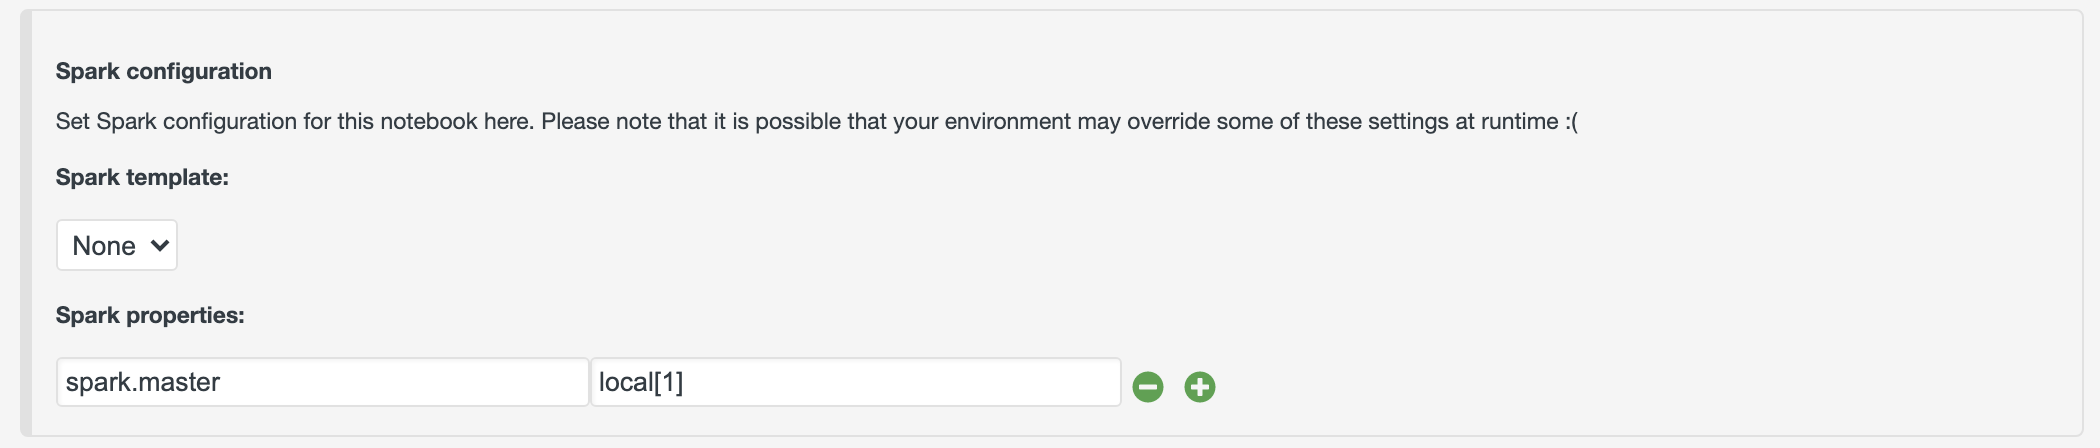 Spark configuration
Set Spark configuration for this notebook here. Please note that it is possible that your environment may override some of these settings at runtime :(
Spark template:
None
Spark properties:
spark.master local[1]